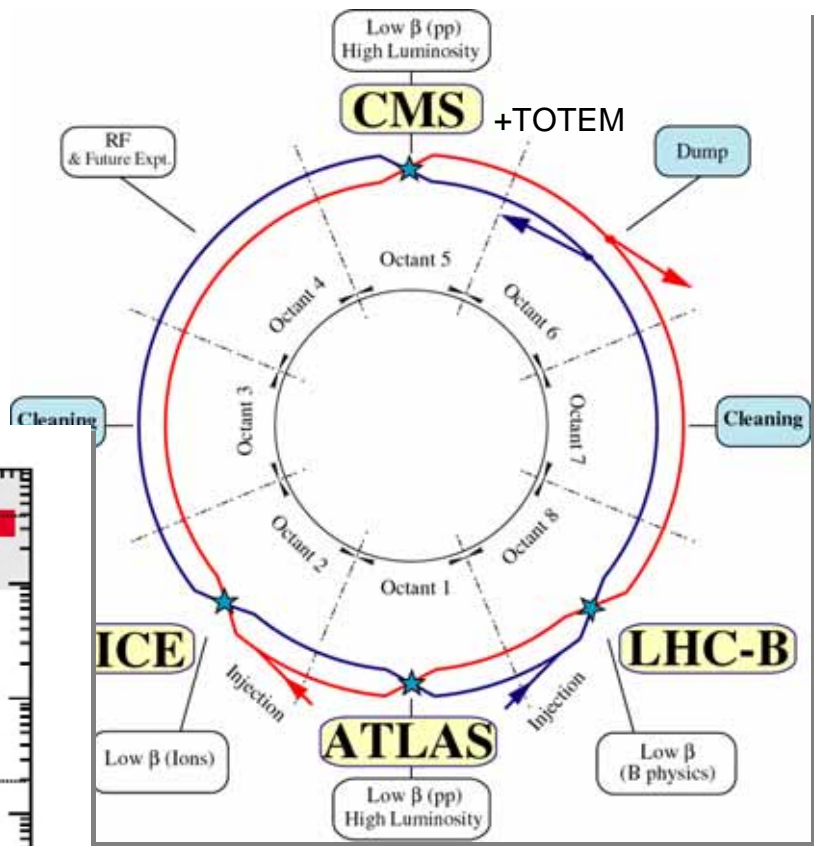 Low β (pp)
High Luminosity
CMS +TOTEM
RF
& Future Expt.
Dump
Octant 5
Octant 4
Octant 6
Cleaning
Octant 3
Octant 7
Cleaning
Octant 2
Octant 8
Octant 1
ICE
LHC-B
Injection
Injection
Low β (Ions)
ATLAS
Low β
(B physics)
Low β (pp)
High Luminosity